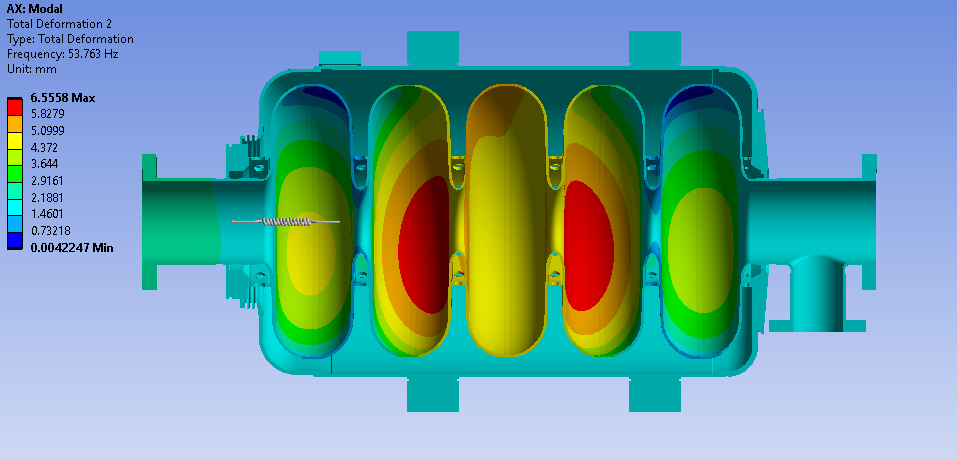 AX: Modal
Total Deformation 2
Type: Total Deformation
Frequency: 53.763 Hz
Unit: mm
6.5558 Max
5.8279
5.0999
4.372
3.644
2.9161
2.1881
1.4601
0.73218
0.0042247 Min